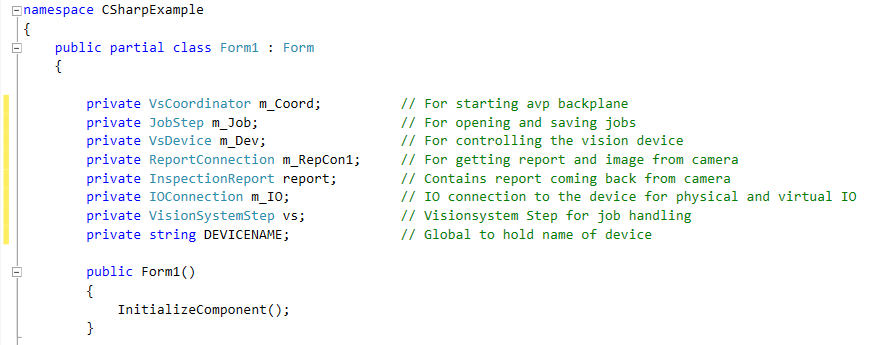 namespace CSharpExample
{
    public partial class Form1 : Form
    {

        private VsCoordinator m_Coord;          // For starting avp backplane
        private JobStep m_Job;                  // For opening and saving jobs
        private VsDevice m_Dev;                 // For controlling the vision device
        private ReportConnection m_RepCon1;     // For getting report and image from camera
        private InspectionReport report;        // Contains report coming back from camera
        private IOConnection m_IO;              // IO connection to the device for physical and virtual IO
        private VisionSystemStep vs;            // Visionsystem Step for job handling
        private string DEVICENAME;              // Global to hold name of device

        public Form1()
        {
            InitializeComponent();
        }